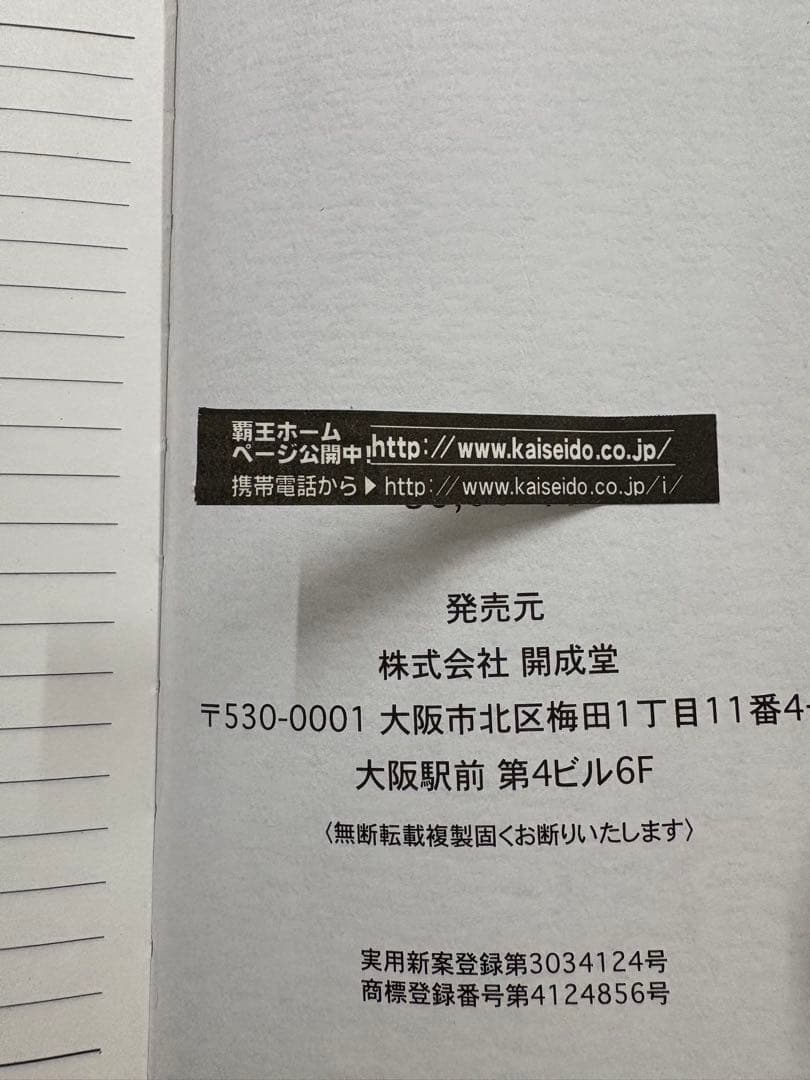 覇王ホーム
ページ公開中! http://www.kaiseido.co.jp/
携帯電話から▶http://www.kaiseido.co.jp/i/
発売元
株式会社 開成堂
〒530-0001 大阪市北区梅田1丁目11番4-
大阪駅前 第4ビル6F
〈無断転載複製固くお断りいたします〉
実用新案登録第3034124号
商標登録番号第4124856号